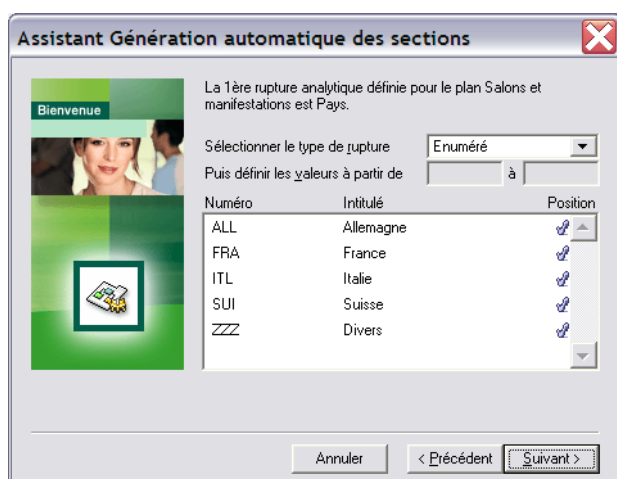 Assistant Génération automatique des sections
Bienvenue
La 1ère rupture analytique définie pour le plan Salons et
manifestations est Pays.
Sélectionner le type de rupture Enuméré
Puis définir les valeurs à partir de à
Numéro Intitulé Position
ALL Allemagne
FRA France
ITL Italie
SUI Suisse
ZZZ Divers
Annuler < Précédent Suivant >